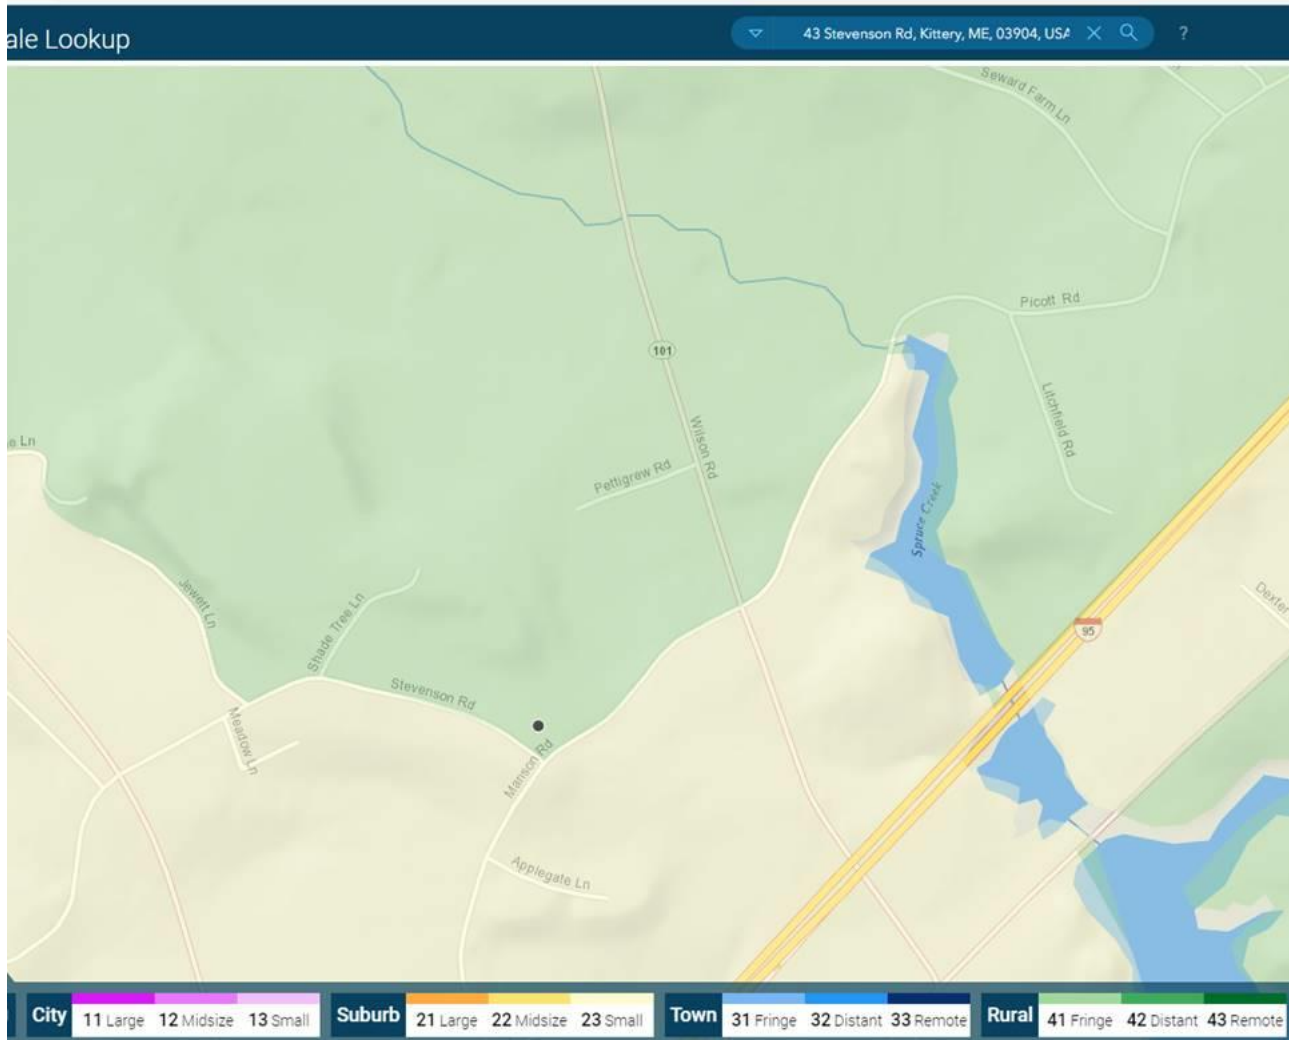 ale Lookup
43 Stevenson Rd, Kittery, ME, 03904, USA
?
Seward Farm Ln
Picott Rd
101
Litchfield Rd
Wilson Rd
e Ln
Pettigrew Rd
Spruce Creek
Jewett Ln
Shade Tree Ln
Dexter
95
Stevenson Rd
Meadow Ln
Manson Rd
Applegate Ln
City 11 Large 12 Midsize 13 Small Suburb 21 Large 22 Midsize 23 Small Town 31 Fringe 32 Distant 33 Remote Rural 41 Fringe 42 Distant 43 Remote